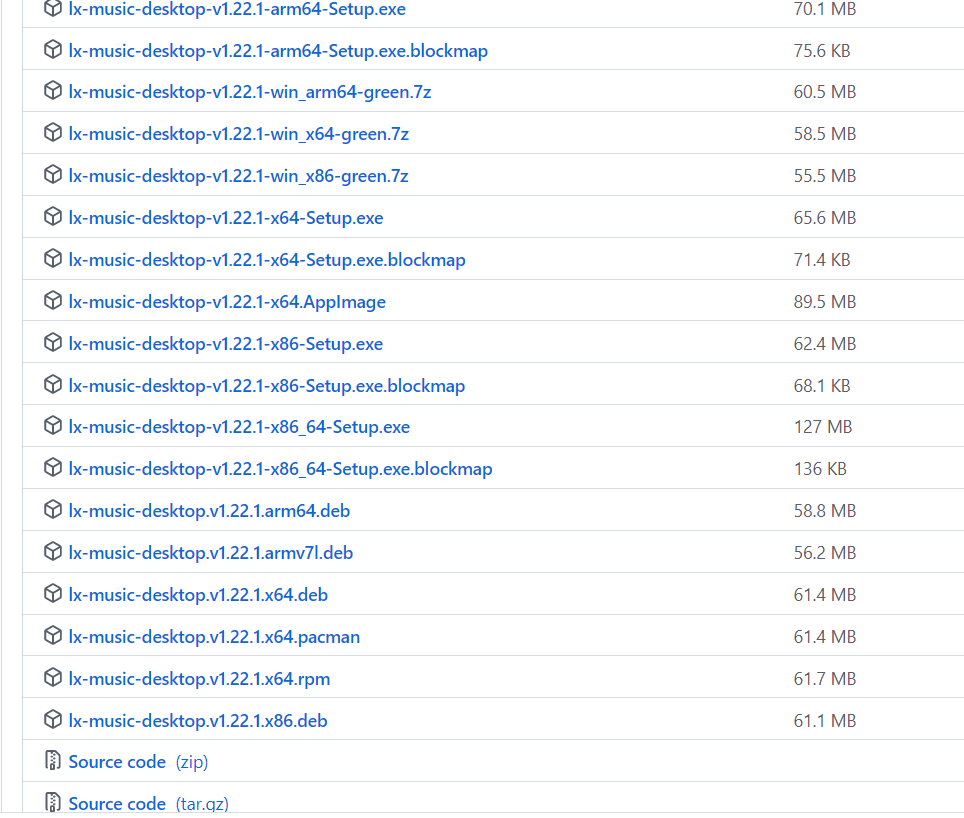 lx-music-desktop-v1.22.1-arm64-Setup.exe 70.1 MB
lx-music-desktop-v1.22.1-arm64-Setup.exe.blockmap 75.6 KB
lx-music-desktop-v1.22.1-win_arm64-green.7z 60.5 MB
lx-music-desktop-v1.22.1-win_x64-green.7z 58.5 MB
lx-music-desktop-v1.22.1-win_x86-green.7z 55.5 MB
lx-music-desktop-v1.22.1-x64-Setup.exe 65.6 MB
lx-music-desktop-v1.22.1-x64-Setup.exe.blockmap 71.4 KB
lx-music-desktop-v1.22.1-x64.AppImage 89.5 MB
lx-music-desktop-v1.22.1-x86-Setup.exe 62.4 MB
lx-music-desktop-v1.22.1-x86-Setup.exe.blockmap 68.1 KB
lx-music-desktop-v1.22.1-x86_64-Setup.exe 127 MB
lx-music-desktop-v1.22.1-x86_64-Setup.exe.blockmap 136 KB
lx-music-desktop.v1.22.1.arm64.deb 58.8 MB
lx-music-desktop.v1.22.1.armv7l.deb 56.2 MB
lx-music-desktop.v1.22.1.x64.deb 61.4 MB
lx-music-desktop.v1.22.1.x64.pacman 61.4 MB
lx-music-desktop.v1.22.1.x64.rpm 61.7 MB
lx-music-desktop.v1.22.1.x86.deb 61.1 MB
Source code (zip)
Source code (tar.gz)